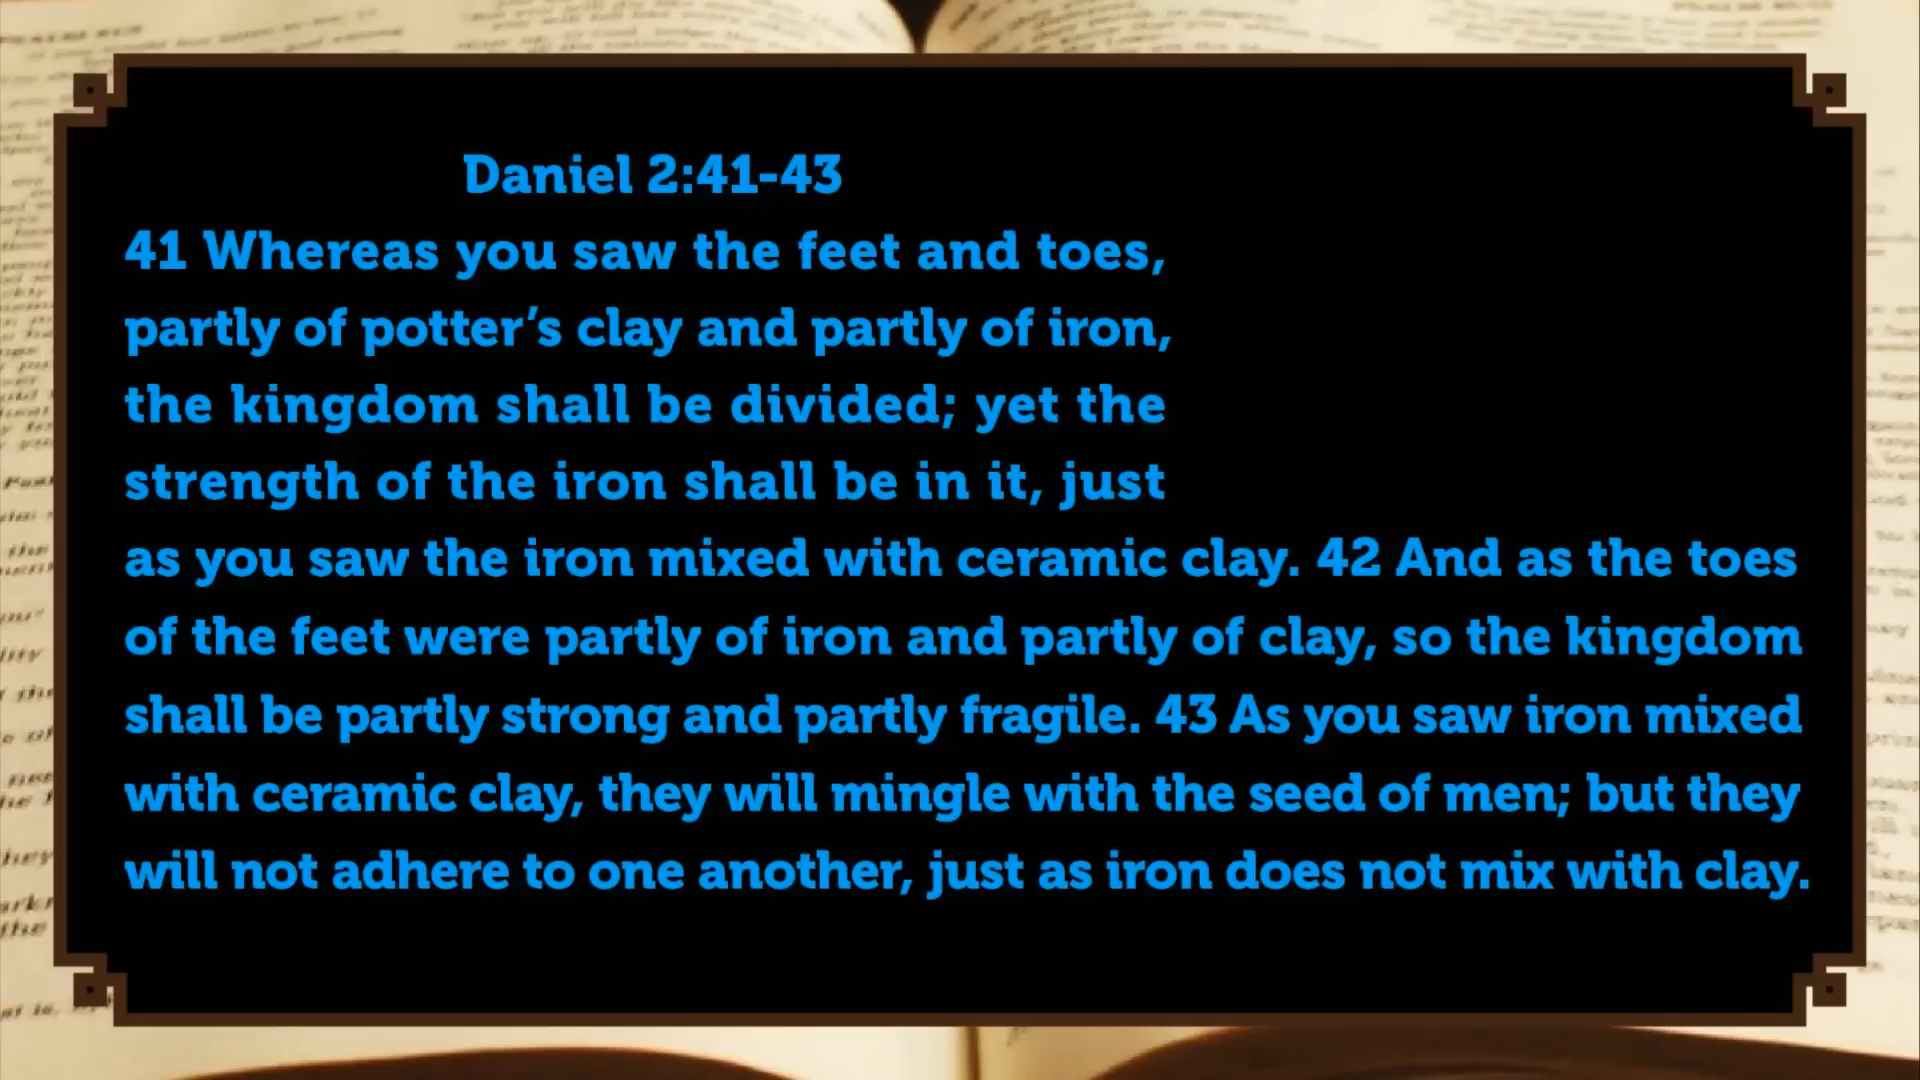 Daniel 2:41-43
41 Whereas you saw the feet and toes,
partly of potter’s clay and partly of iron,
the kingdom shall be divided; yet the
strength of the iron shall be in it, just
as you saw the iron mixed with ceramic clay. 42 And as the toes
of the feet were partly of iron and partly of clay, so the kingdom
shall be partly strong and partly fragile. 43 As you saw iron mixed
with ceramic clay, they will mingle with the seed of men; but they
will not adhere to one another, just as iron does not mix with clay.